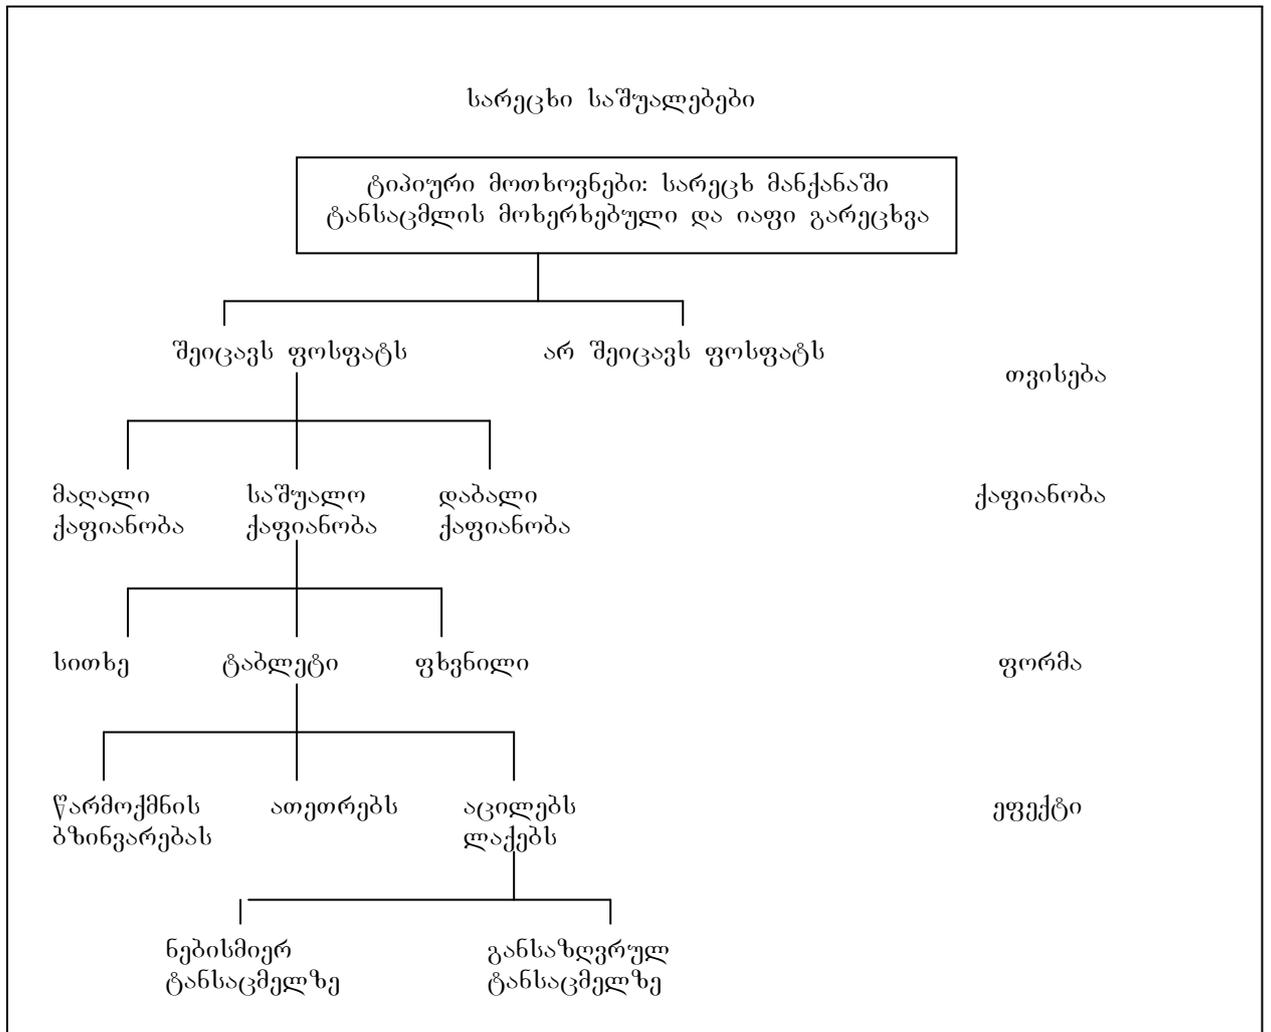 სარეცხი საშუალებები
ტიპიური მოთხოვნები: სარეცხ მანქანაში
ტანსაცმლის მოხერხებული და იაფი გარეცხვა
შეიცავს ფოსფატს
არ შეიცავს ფოსფატს
თვისება
მაღალი
ქაფიანობა
საშუალო
ქაფიანობა
დაბალი
ქაფიანობა
ქაფიანობა
სითხე
ტაბლეტი
ფხვნილი
ფორმა
წარმოქმნის
ბზინვარებას
ათეთრებს
აცილებს
ლაქებს
ეფექტი
ნებისმიერ
ტანსაცმელზე
განსაზღვრულ
ტანსაცმელზე